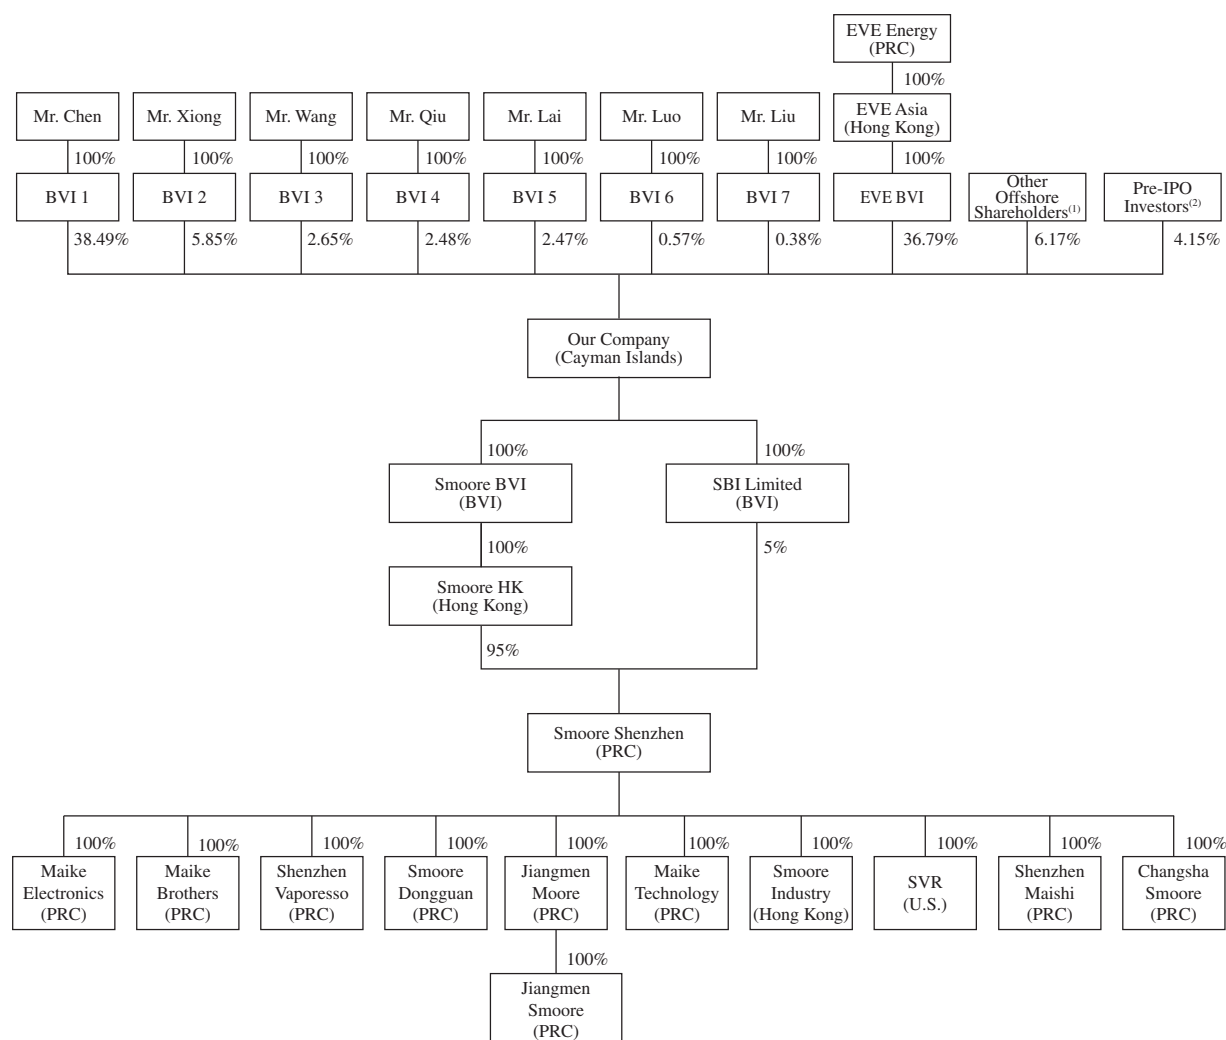 EVE Energy
(PRC)
100%
Mr. Chen
Mr. Xiong
Mr. Wang
Mr. Qiu
Mr. Lai
Mr. Luo
Mr. Liu
EVE Asia
(Hong Kong)
100%
100%
100%
100%
100%
100%
100%
100%
BVI 1
BVI 2
BVI 3
BVI 4
BVI 5
BVI 6
BVI 7
EVE BVI
Other
Offshore
Shareholders(1)
Pre-IPO
Investors(2)
38.49%
5.85%
2.65%
2.48%
2.47%
0.57%
0.38%
36.79%
6.17%
4.15%
Our Company
(Cayman Islands)
100%
100%
Smoore BVI
(BVI)
SBI Limited
(BVI)
100%
5%
Smoore HK
(Hong Kong)
95%
Smoore Shenzhen
(PRC)
100%
100%
100%
100%
100%
100%
100%
100%
100%
100%
Maike
Electronics
(PRC)
Maike
Brothers
(PRC)
Shenzhen
Vaporesso
(PRC)
Smoore
Dongguan
(PRC)
Jiangmen
Moore
(PRC)
Maike
Technology
(PRC)
Smoore
Industry
(Hong Kong)
SVR
(U.S.)
Shenzhen
Maishi
(PRC)
Changsha
Smoore
(PRC)
100%
Jiangmen
Smoore
(PRC)